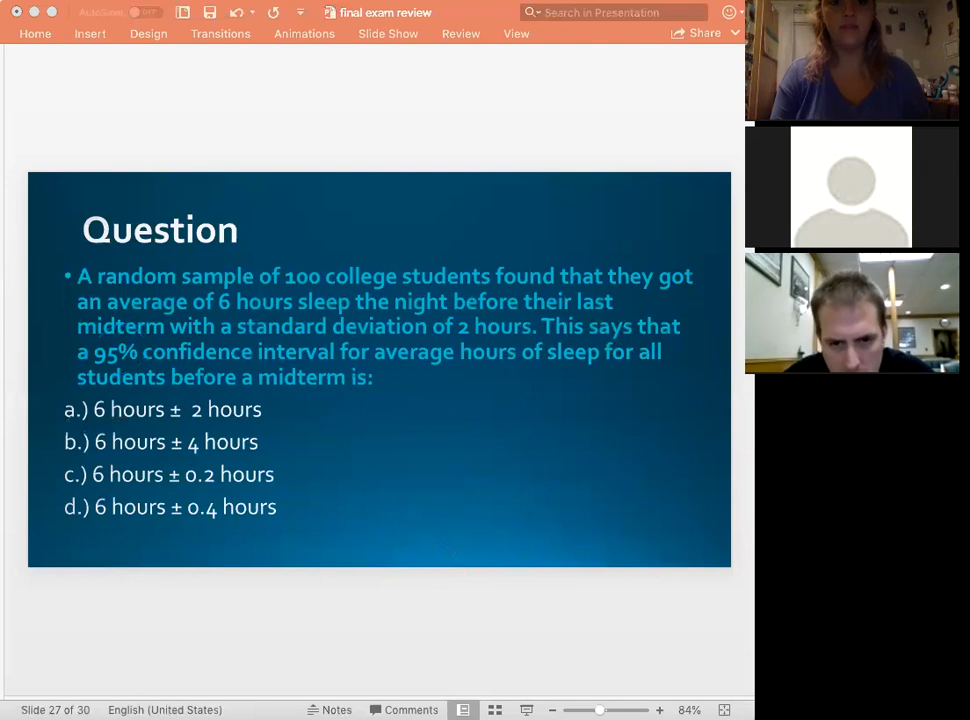 AutoSave OFF
final exam review
Search in Presentation
Home Insert Design Transitions Animations Slide Show Review View Share
Question
• A random sample of 100 college students found that they got
an average of 6 hours sleep the night before their last
midterm with a standard deviation of 2 hours. This says that
a 95% confidence interval for average hours of sleep for all
students before a midterm is:
a.) 6 hours ± 2 hours
b.) 6 hours ± 4 hours
c.) 6 hours ± 0.2 hours
d.) 6 hours ± 0.4 hours
Slide 27 of 30 English (United States) Notes Comments 84%